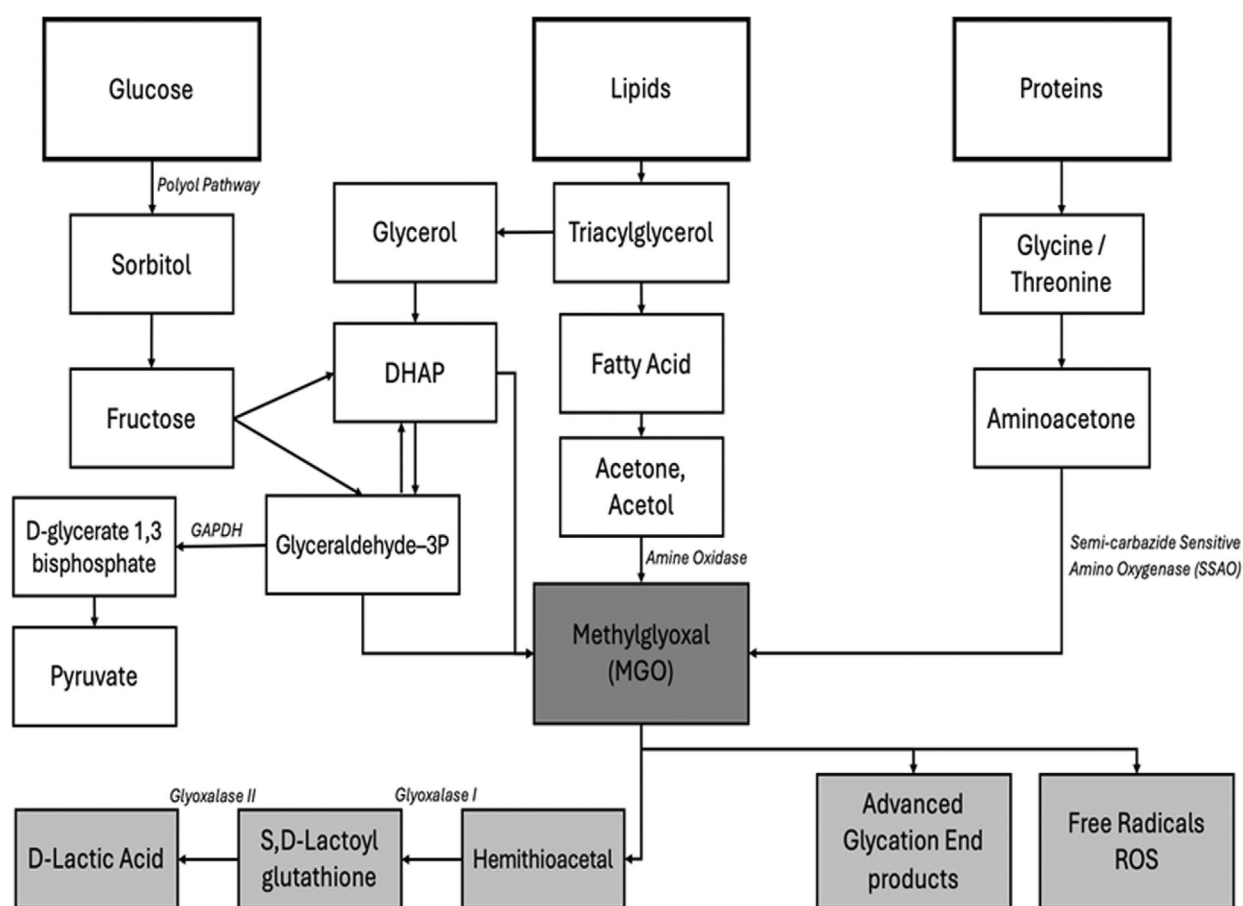 Glucose
Lipids
Proteins
Polyol Pathway
Glycerol
Triacylglycerol
Sorbitol
Glycine /
Threonine
DHAP
Fatty Acid
Fructose
Aminoacetone
Acetone,
Acetol
D-glycerate 1,3
bisphosphate
GAPDH
Glyceraldehyde–3P
Amine Oxidase
Semi-carbazide Sensitive
Amino Oxygenase (SSAO)
Methylglyoxal
(MGO)
Pyruvate
Glyoxalase II
Glyoxalase I
D-Lactic Acid
S,D-Lactoyl
glutathione
Hemithioacetal
Advanced
Glycation End
products
Free Radicals
ROS